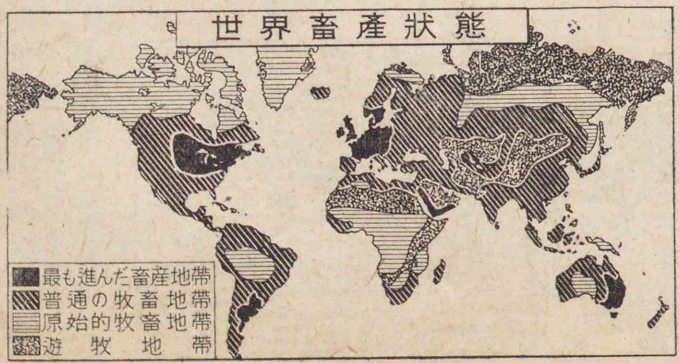 世界畜產狀態
最も進んだ畜産地帶
普通の牧畜地帶
原始的牧畜地帶
遊牧地帶